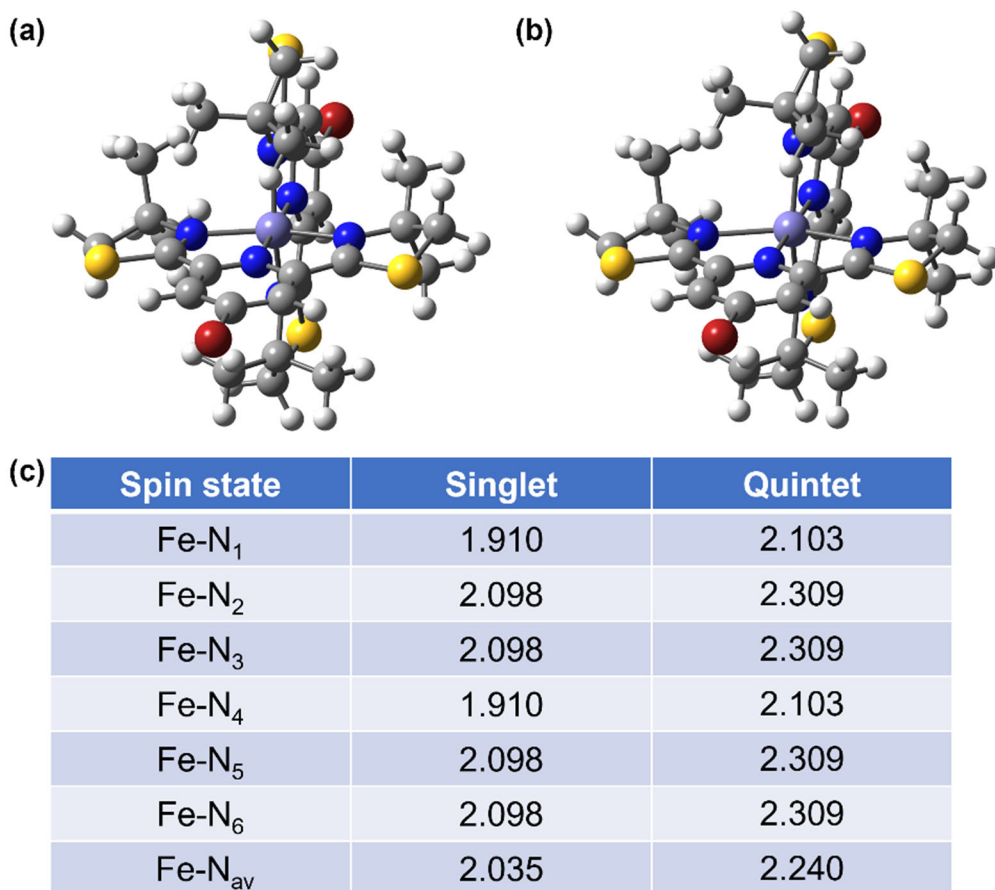 (a) (b)
(c)
Spin state Singlet Quintet
Fe-N₁ 1.910 2.103
Fe-N₂ 2.098 2.309
Fe-N₃ 2.098 2.309
Fe-N₄ 1.910 2.103
Fe-N₅ 2.098 2.309
Fe-N₆ 2.098 2.309
Fe-Nav 2.035 2.240